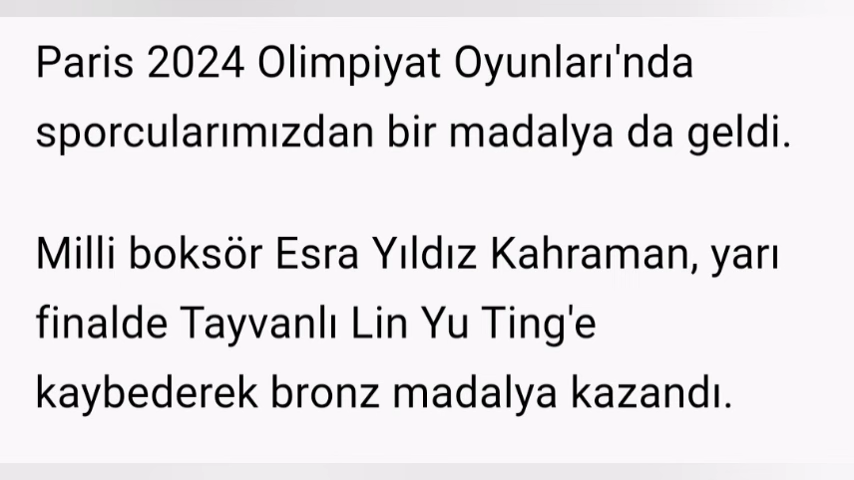 Paris 2024 Olimpiyat Oyunları'nda
sporcularımızdan bir madalya da geldi.
Milli boksör Esra Yıldız Kahraman, yarı
finalde Tayvanlı Lin Yu Ting'e
kaybederek bronz madalya kazandı.